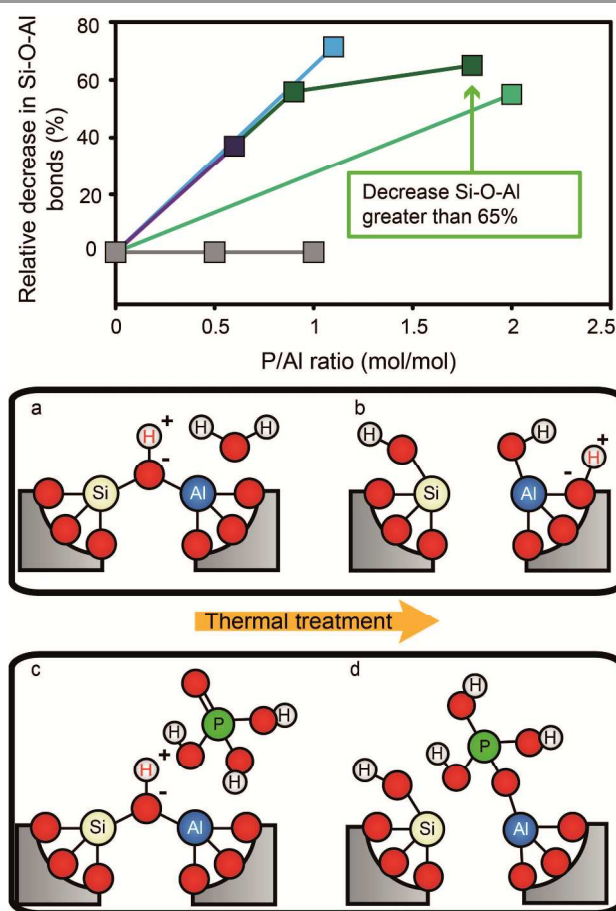 Relative decrease in Si-O-Al
bonds (%)
80
60
40
20
0
Decrease Si-O-Al
greater than 65%
0 0.5 1 1.5 2 2.5
P/Al ratio (mol/mol)
a
H
+
-
H H
Si
Al
b
H
H
H
+
-
Si
Al
Thermal treatment
c
P
H
H
H
H
+
-
Si
Al
d
H
P
H
H
H
Si
Al